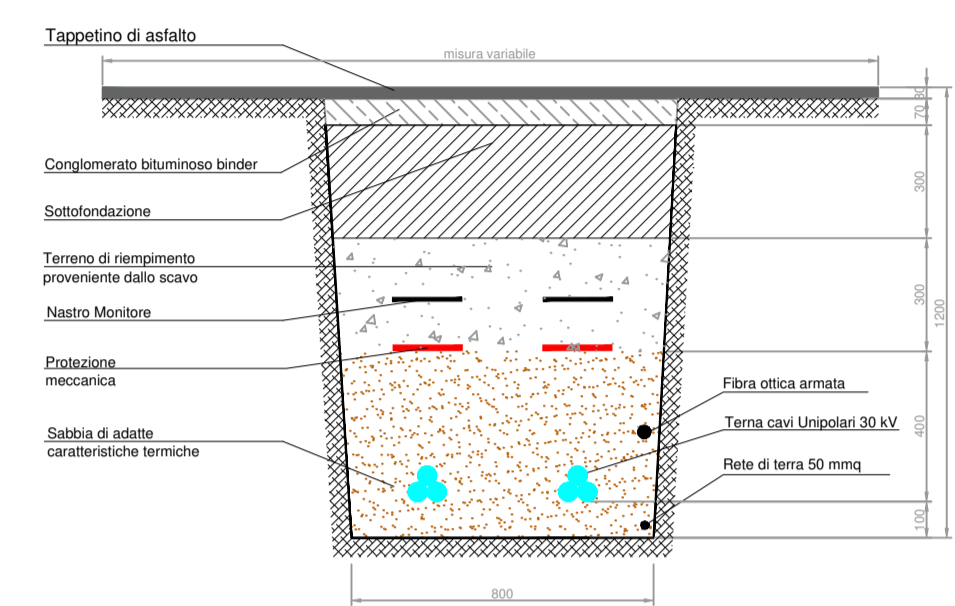 Tappetino di asfalto
misura variabile
30
70
Conglomerato bituminoso binder
300
Sottofondazione
Terreno di riempimento
proveniente dallo scavo
300
1200
Nastro Monitore
Protezione
meccanica
Fibra ottica armata
Terna cavi Unipolari 30 kV
400
Sabbia di adatte
caratteristiche termiche
Rete di terra 50 mmq
100
800